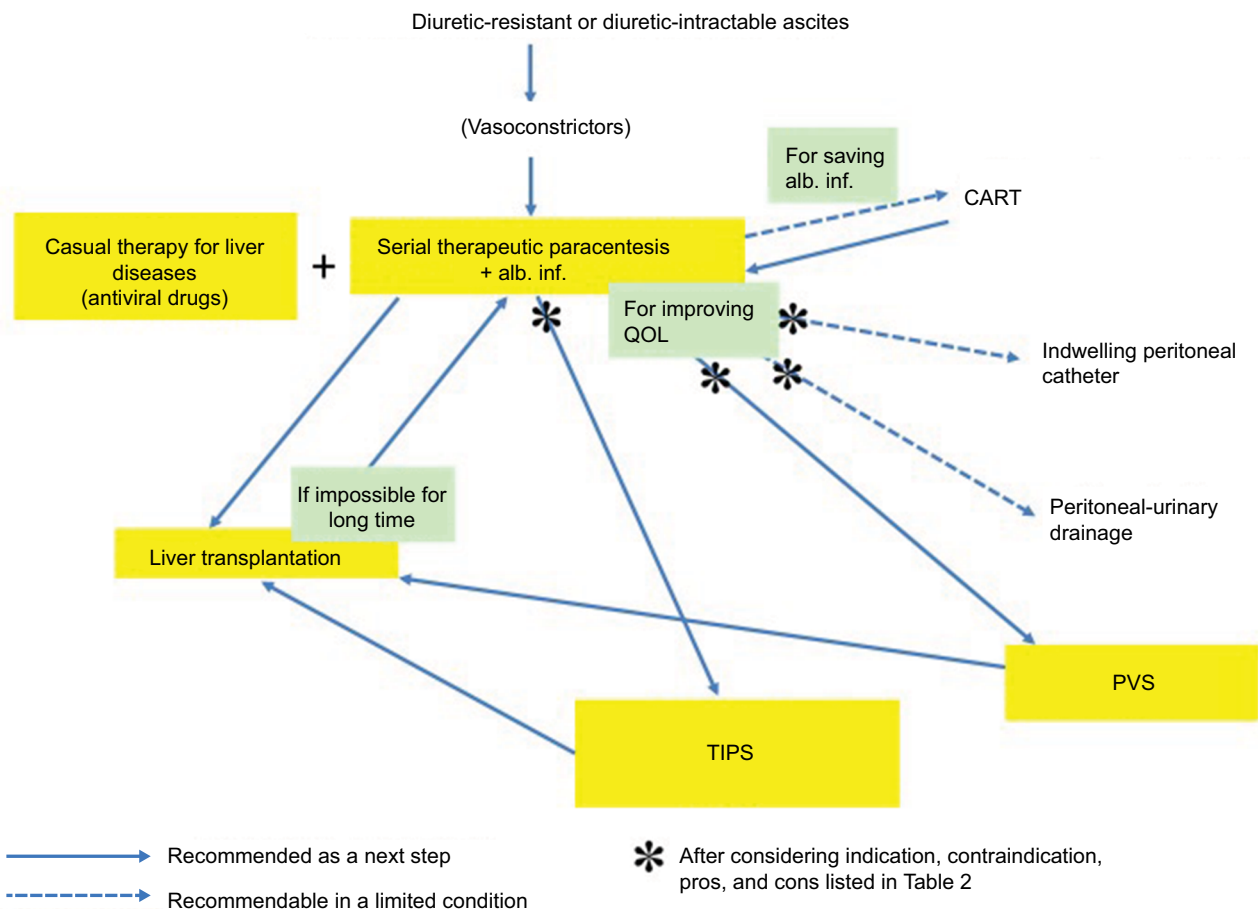 Diuretic-resistant or diuretic-intractable ascites
(Vasoconstrictors)
For saving
alb. inf.
CART
Casual therapy for liver
diseases
(antiviral drugs)
+
Serial therapeutic paracentesis
+ alb. inf.
For improving
QOL
*
*
*
*
Indwelling peritoneal
catheter
If impossible for
long time
Peritoneal-urinary
drainage
Liver transplantation
PVS
TIPS
Recommended as a next step
Recommendable in a limited condition
* After considering indication, contraindication,
pros, and cons listed in Table 2